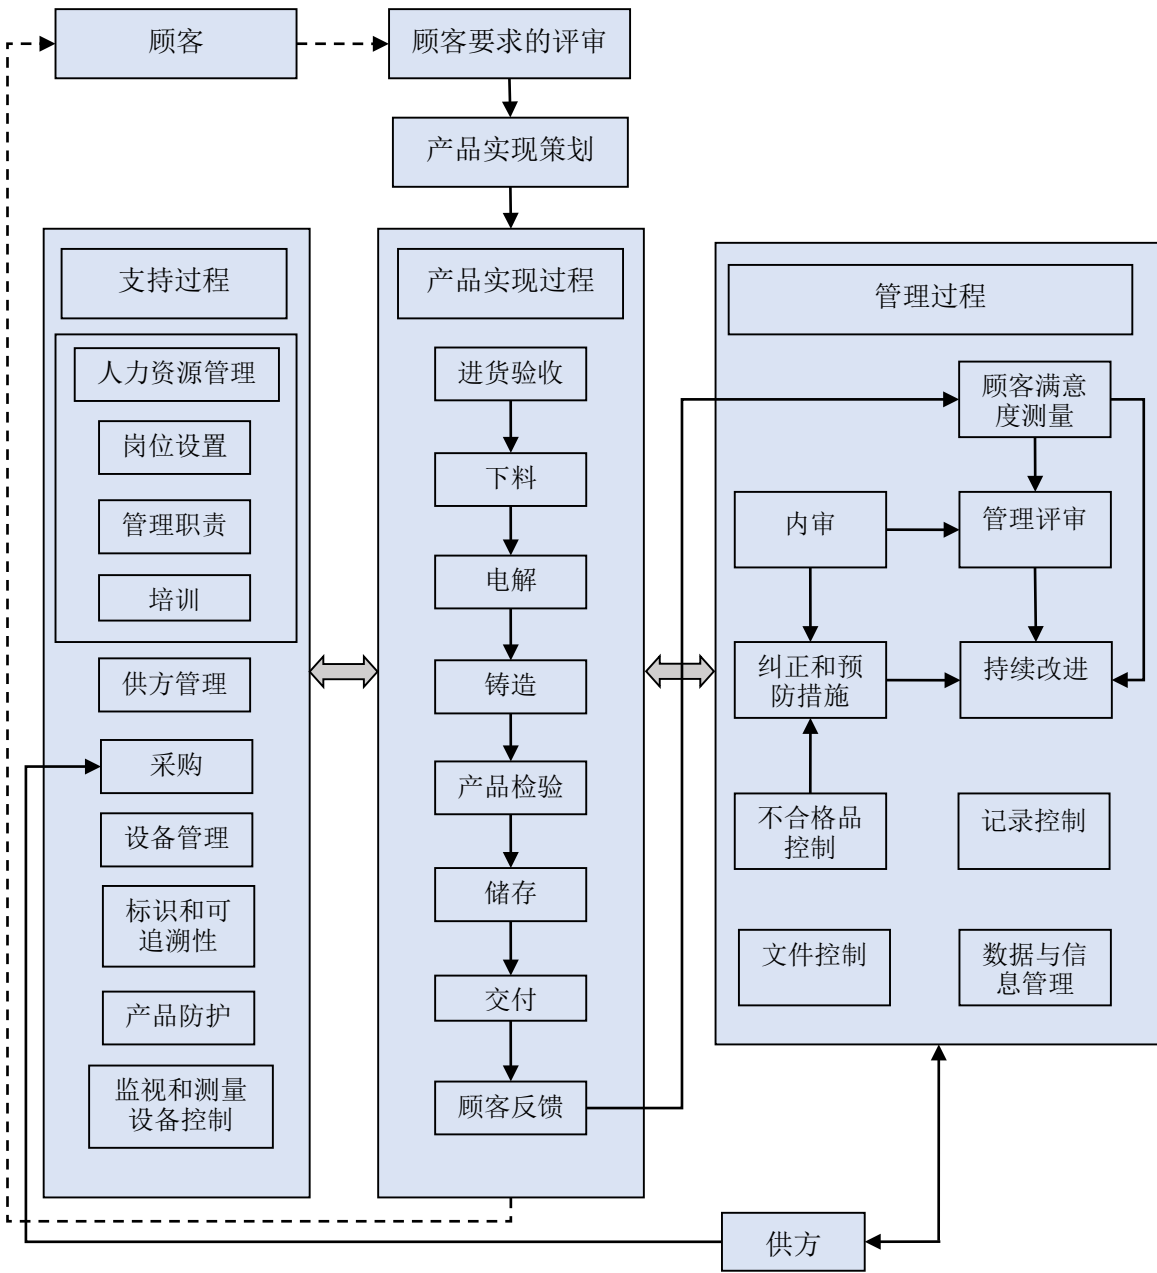 顾客
顾客要求的评审
产品实现策划
支持过程
人力资源管理
岗位设置
管理职责
培训
供方管理
采购
设备管理
标识和可
追溯性
产品防护
监视和测量
设备控制
产品实现过程
进货验收
下料
电解
铸造
产品检验
储存
交付
顾客反馈
管理过程
顾客满意
度测量
内审
管理评审
纠正和预
防措施
持续改进
不合格品
控制
记录控制
文件控制
数据与信
息管理
供方